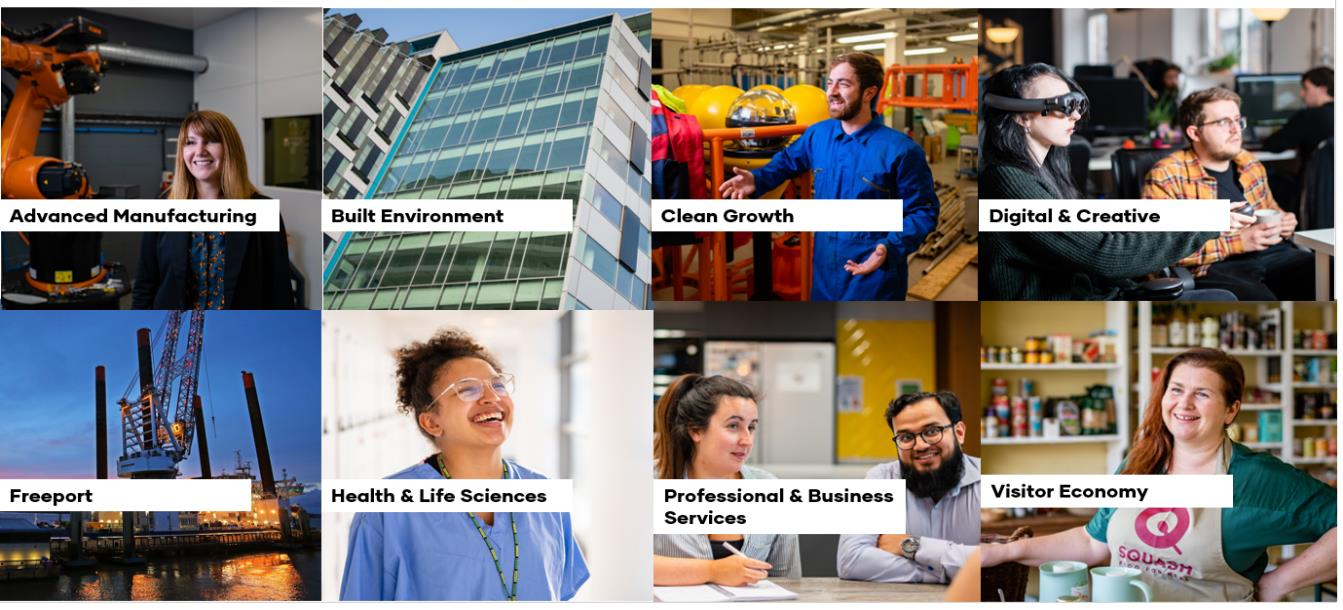 Advanced Manufacturing
Built Environment
Clean Growth
Digital & Creative
Freeport
Health & Life Sciences
Professional & Business
Services
Visitor Economy
SQUASH